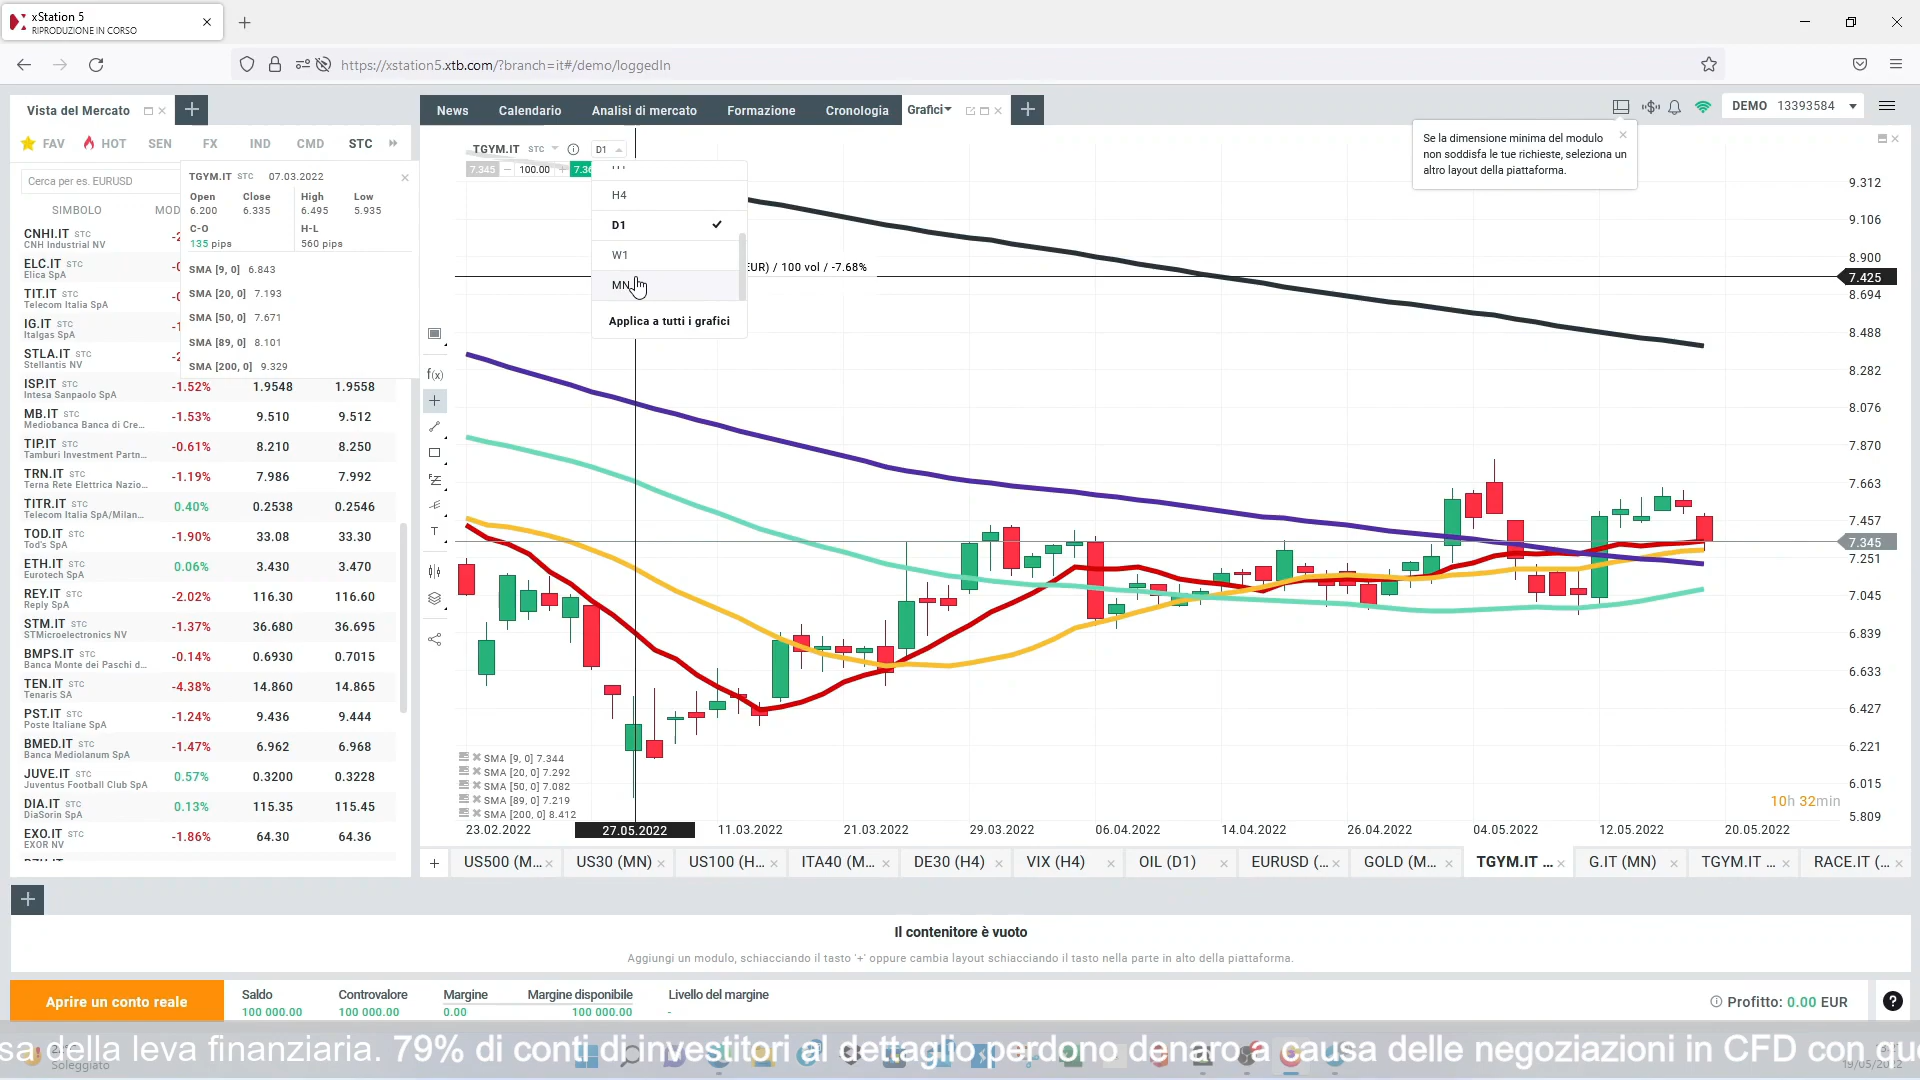 xStation 5
RIPRODUZIONE IN CORSO
https://xstation5.xtb.com/?branch=it#/demo/loggedIn
Vista del Mercato
News Calendario Analisi di mercato Formazione Cronologia Grafici
DEMO 13393584
FAV HOT SEN FX IND CMD STC
Cerca per es. EURUSD
SIMBOLO MOD
TGYM.IT STC 07.03.2022
Open Close High Low
6.200 6.335 6.495 5.935
C-O H-L
135 pips 560 pips
SMA [9, 0] 6.843
SMA [20, 0] 7.193
SMA [50, 0] 7.671
SMA [89, 0] 8.101
SMA [200, 0] 9.329
CNHI.IT STC -2
CNH Industrial NV
ELC.IT STC -0
Elica SpA
TIT.IT STC -0
Telecom Italia SpA
IG.IT STC -1
Italgas SpA
STLA.IT STC -2
Stellantis NV
ISP.IT STC -1.52% 1.9548 1.9558
Intesa Sanpaolo SpA
MB.IT STC -1.53% 9.510 9.512
Mediobanca Banca di Cre...
TIP.IT STC -0.61% 8.210 8.250
Tamburi Investment Partn...
TRN.IT STC -1.19% 7.986 7.992
Terna Rete Elettrica Nazio...
TITR.IT STC 0.40% 0.2538 0.2546
Telecom Italia SpA/Milan...
TOD.IT STC -1.90% 33.08 33.30
Tod's SpA
ETH.IT STC 0.06% 3.430 3.470
Eurotech SpA
REY.IT STC -2.02% 116.30 116.60
Reply SpA
STM.IT STC -1.37% 36.680 36.695
STMicroelectronics NV
BMPS.IT STC -0.14% 0.6930 0.7015
Banca Monte dei Paschi d...
TEN.IT STC -4.38% 14.860 14.865
Tenaris SA
PST.IT STC -1.24% 9.436 9.444
Poste Italiane SpA
BMED.IT STC -1.47% 6.962 6.968
Banca Mediolanum SpA
JUVE.IT STC 0.57% 0.3200 0.3228
Juventus Football Club SpA
DIA.IT STC 0.13% 115.35 115.45
DiaSorin SpA
EXO.IT STC -1.86% 64.30 64.36
EXOR NV
TGYM.IT STC D1
7.345 100.00 7.36
H4
D1
W1
MN
Applica a tutti i grafici
EUR) / 100 vol / -7.68%
Se la dimensione minima del modulo
non soddisfa le tue richieste, seleziona un
altro layout della piattaforma.
9.312
9.106
8.900
7.425
8.694
8.488
8.282
8.076
7.870
7.663
7.457
7.345
7.251
7.045
6.839
6.633
6.427
6.221
6.015
5.809
f(x)
T
SMA [9, 0] 7.344
SMA [20, 0] 7.292
SMA [50, 0] 7.082
SMA [89, 0] 7.219
SMA [200, 0] 8.412
10h 32min
23.02.2022 27.05.2022 11.03.2022 21.03.2022 29.03.2022 06.04.2022 14.04.2022 26.04.2022 04.05.2022 12.05.2022 20.05.2022
US500 (M... US30 (MN) US100 (H... ITA40 (M... DE30 (H4) VIX (H4) OIL (D1) EURUSD (... GOLD (M... TGYM.IT ... G.IT (MN) TGYM.IT ... RACE.IT (...
Il contenitore è vuoto
Aggiungi un modulo, schiacciando il tasto '+' oppure cambia layout schiacciando il tasto nella parte in alto della piattaforma.
Aprire un conto reale
Saldo Controvalore Margine Margine disponibile Livello del margine
100 000.00 100 000.00 0.00 100 000.00 -
Profitto: 0.00 EUR
sa della leva finanziaria. 79% di conti di investitori al dettaglio perdono denaro a causa delle negoziazioni in CFD con que
Soleggiato
19/05/2022